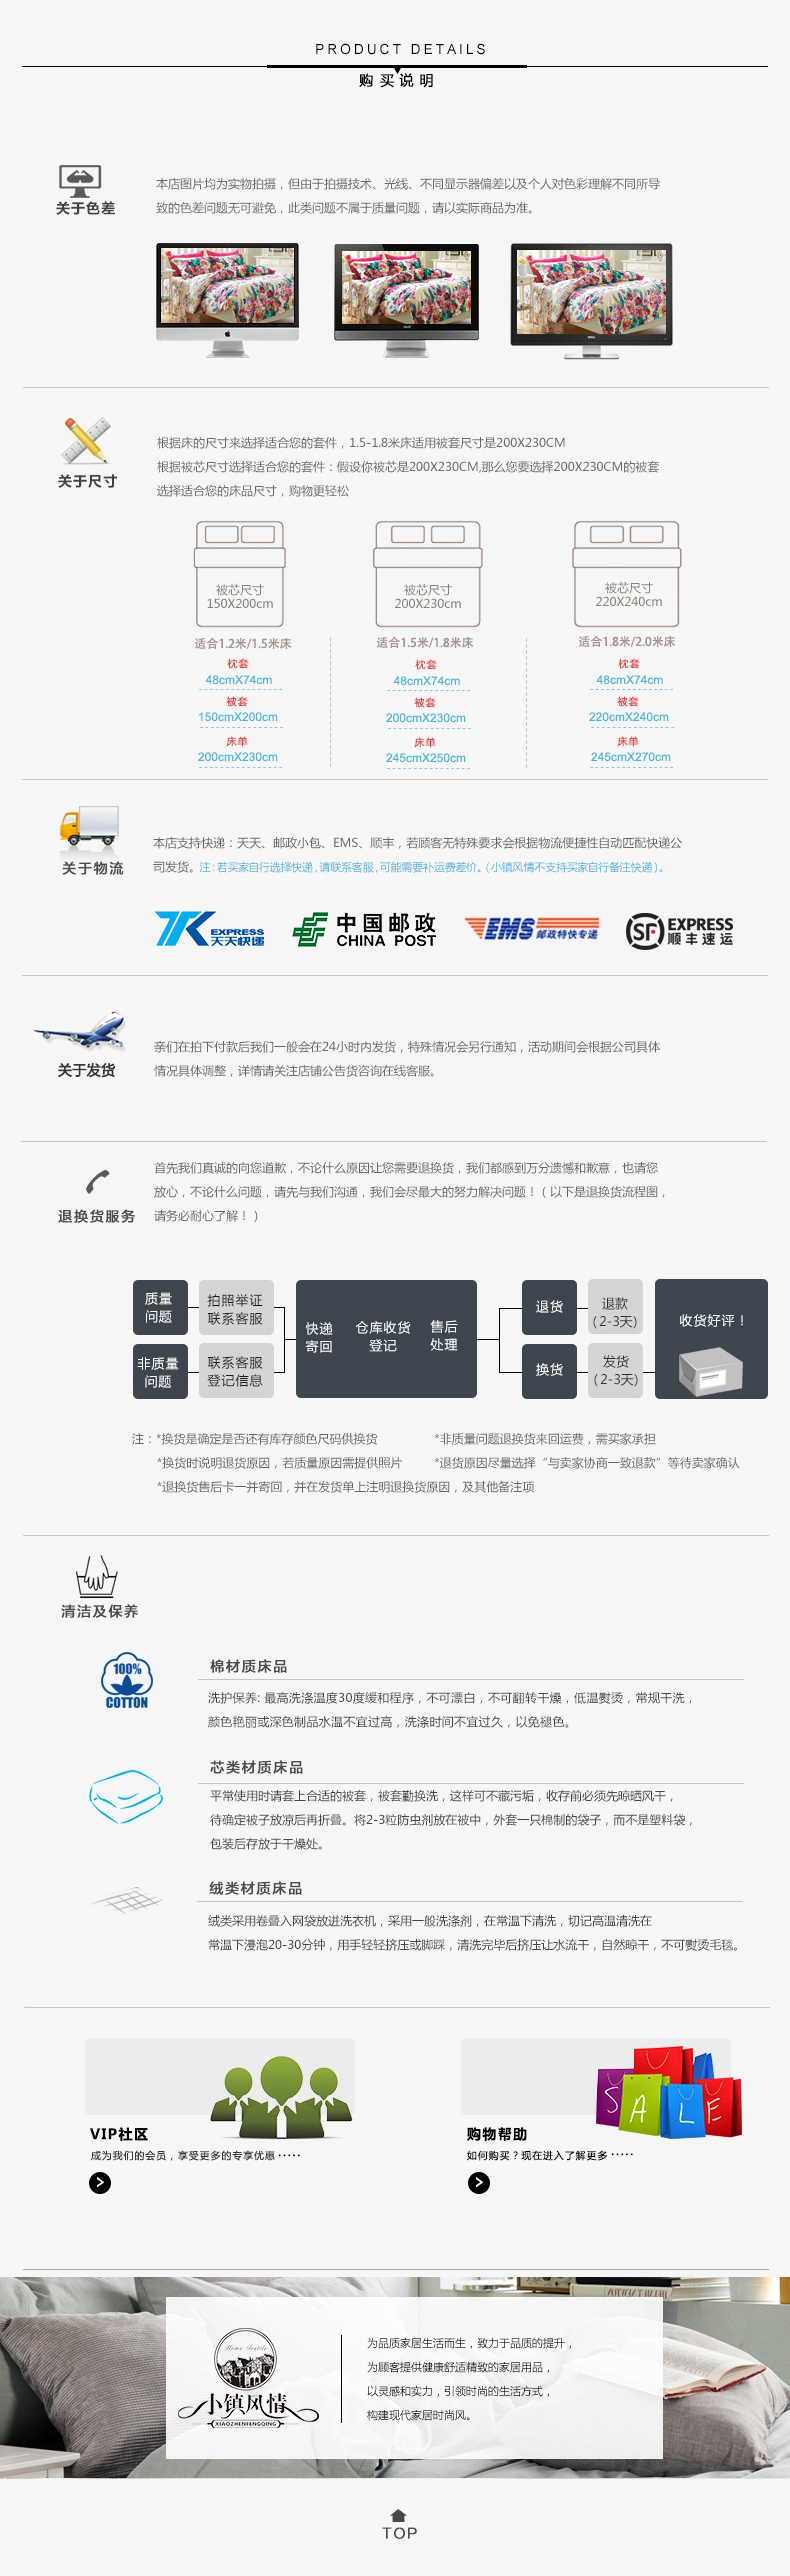 PRODUCT DETAILS
购买说明
关于色差
本店图片均为实物拍摄，但由于拍摄技术、光线、不同显示器偏差以及个人对色彩理解不同所导
致的色差问题无可避免，此类问题不属于质量问题，请以实际商品为准。
acer
DELL
关于尺寸
根据床的尺寸来选择适合您的套件，1.5-1.8米床适用被套尺寸是200X230CM
根据被芯尺寸选择适合您的套件：假设你被芯是200X230CM,那么您要选择200X230CM的被套
选择适合您的床品尺寸，购物更轻松
被芯尺寸
150X200cm
适合1.2米/1.5米床
枕套
48cmX74cm
被套
150cmX200cm
床单
200cmX230cm
被芯尺寸
200X230cm
适合1.5米/1.8米床
枕套
48cmX74cm
被套
200cmX230cm
床单
245cmX250cm
被芯尺寸
220X240cm
适合1.8米/2.0米床
枕套
48cmX74cm
被套
220cmX240cm
床单
245cmX270cm
关于物流
本店支持快递：天天、邮政小包、EMS、顺丰，若顾客无特殊要求会根据物流便捷性自动匹配快递公
司发货。注：若买家自行选择快递，请联系客服，可能需要补运费差价。（小镇风情不支持买家自行备注快递）。
TTK EXPRESS
天天快递
中国邮政
CHINA POST
EMS 邮政特快专递
SF EXPRESS
顺丰速运
关于发货
亲们在拍下付款后我们一般会在24小时内发货，特殊情况会另行通知，活动期间会根据公司具体
情况具体调整，详情请关注店铺公告货咨询在线客服。
退换货服务
首先我们真诚的向您道歉，不论什么原因让您需要退换货，我们都感到万分遗憾和歉意，也请您
放心，不论什么问题，请先与我们沟通，我们会尽最大的努力解决问题！（以下是退换货流程图，
请务必耐心了解！）
质量
问题
拍照举证
联系客服
非质量
问题
联系客服
登记信息
快递
寄回
仓库收货
登记
售后
处理
退货
退款
(2-3天)
换货
发货
(2-3天)
收货好评！
注：*换货是确定是否还有库存颜色尺码供换货
*非质量问题退换货来回运费，需买家承担
*换货时说明退货原因，若质量原因需提供照片
*退货原因尽量选择“与卖家协商一致退款”等待卖家确认
*退换货售后卡一并寄回，并在发货单上注明退换货原因，及其他备注项
清洁及保养
100%
COTTON
棉材质床品
洗护保养: 最高洗涤温度30度缓和程序，不可漂白，不可翻转干燥，低温熨烫，常规干洗，
颜色艳丽或深色制品水温不宜过高，洗涤时间不宜过久，以免褪色。
芯类材质床品
平常使用时请套上合适的被套，被套勤换洗，这样可不藏污垢，收存前必须先晾晒风干，
待确定被子放凉后再折叠。将2-3粒防虫剂放在被中，外套一只棉制的袋子，而不是塑料袋，
包装后存放于干燥处。
绒类材质床品
绒类采用卷叠入网袋放进洗衣机，采用一般洗涤剂，在常温下清洗，切记高温清洗在
常温下浸泡20-30分钟，用手轻轻挤压或脚踩，清洗完毕后挤压让水流干，自然晾干，不可熨烫毛毯。
VIP社区
成为我们的会员，享受更多的专享优惠 ·····
SALE
购物帮助
如何购买？现在进入了解更多 ·····
Home Textile
小镇风情
XIAOZHENFENGQING
为品质家居生活而生，致力于品质的提升，
为顾客提供健康舒适精致的家居用品，
以灵感和实力，引领时尚的生活方式，
构建现代家居时尚风。
TOP